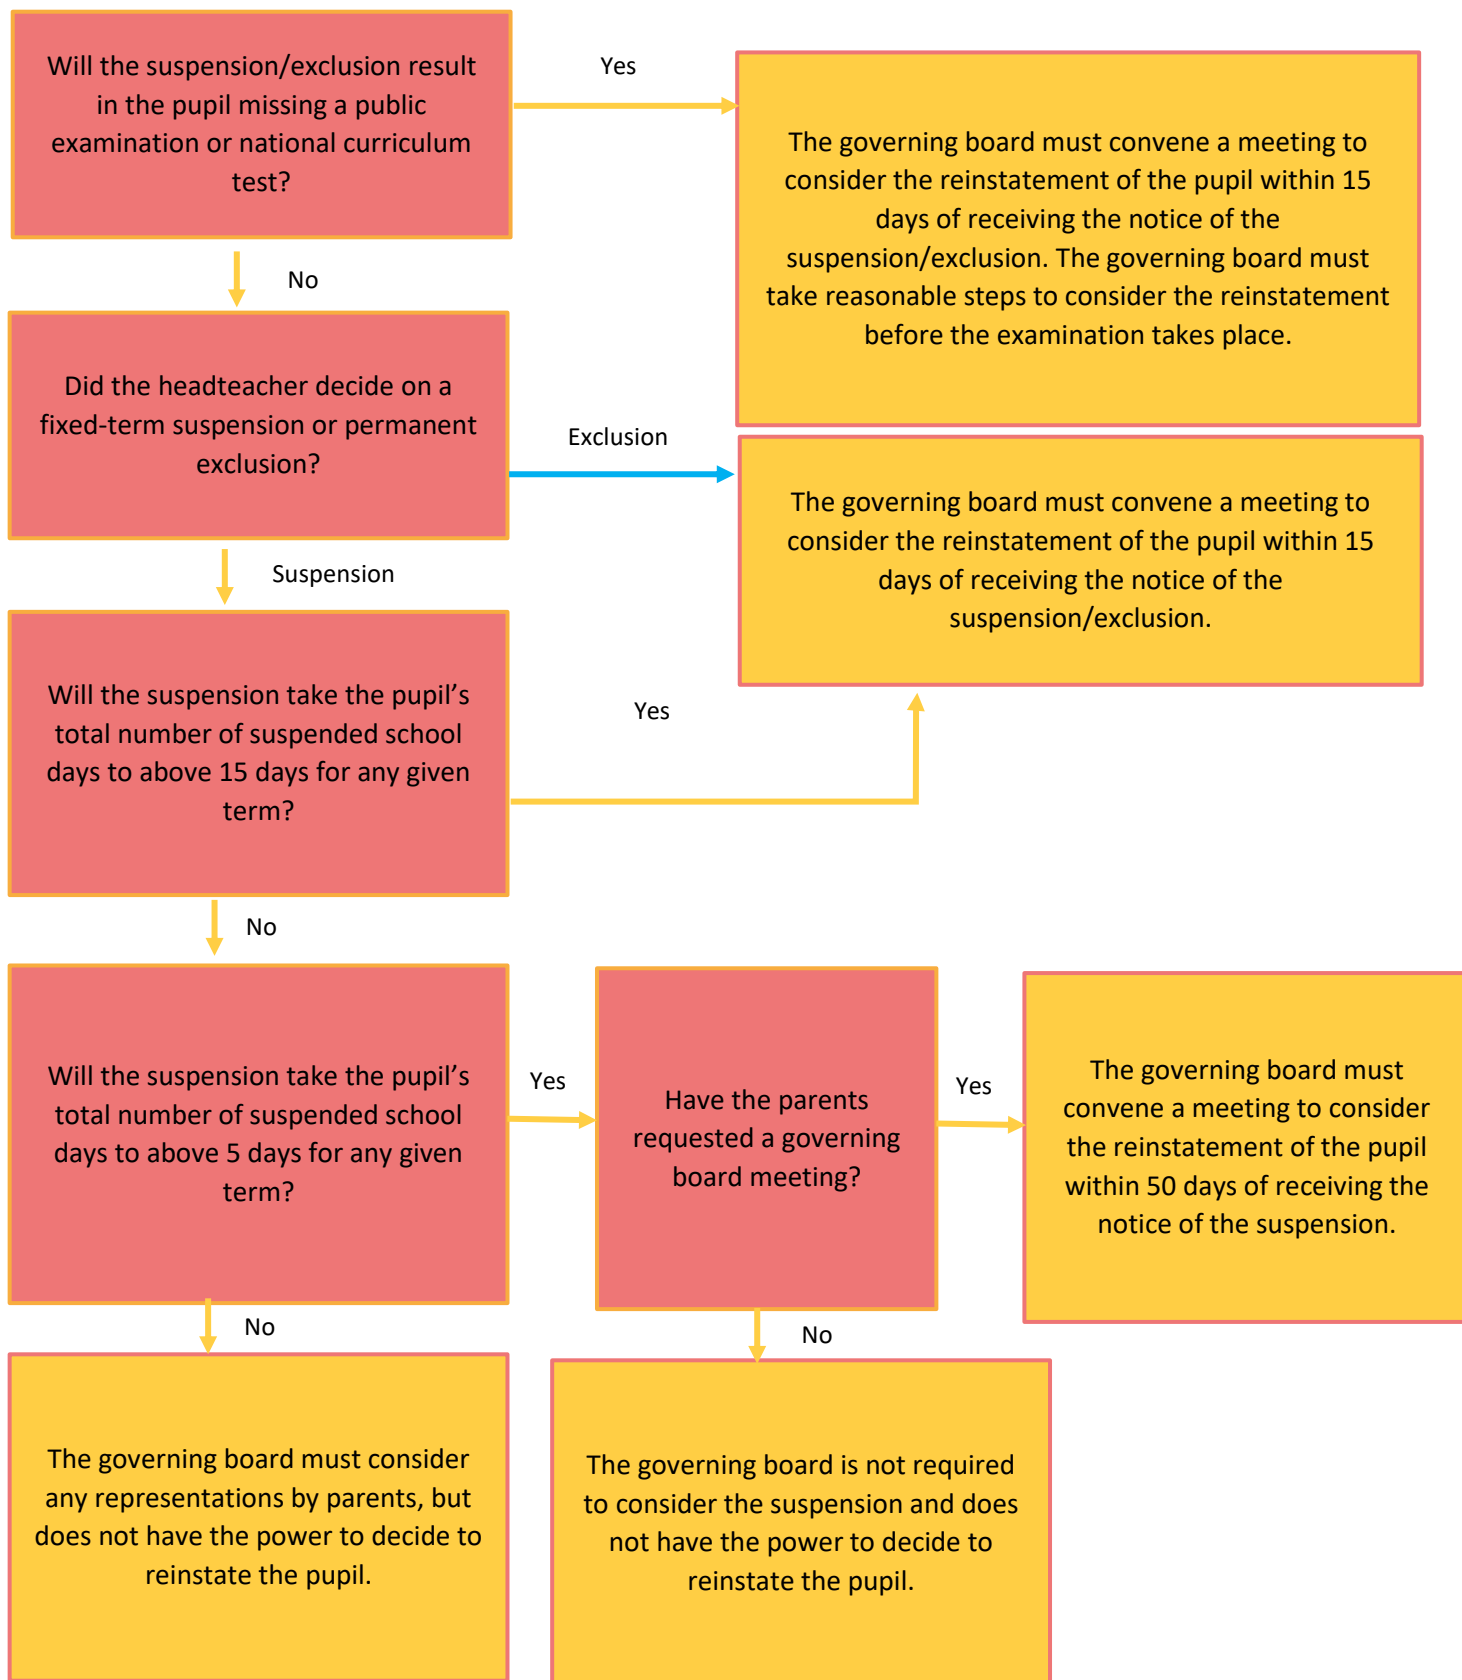 Will the suspension/exclusion result
in the pupil missing a public
examination or national curriculum
test?
Yes
The governing board must convene a meeting to
consider the reinstatement of the pupil within 15
days of receiving the notice of the
suspension/exclusion. The governing board must
take reasonable steps to consider the reinstatement
before the examination takes place.
No
Did the headteacher decide on a
fixed-term suspension or permanent
exclusion?
Exclusion
The governing board must convene a meeting to
consider the reinstatement of the pupil within 15
days of receiving the notice of the
suspension/exclusion.
Suspension
Will the suspension take the pupil’s
total number of suspended school
days to above 15 days for any given
term?
Yes
No
Will the suspension take the pupil’s
total number of suspended school
days to above 5 days for any given
term?
Yes
Have the parents
requested a governing
board meeting?
Yes
The governing board must
convene a meeting to consider
the reinstatement of the pupil
within 50 days of receiving the
notice of the suspension.
No
The governing board must consider
any representations by parents, but
does not have the power to decide to
reinstate the pupil.
No
The governing board is not required
to consider the suspension and does
not have the power to decide to
reinstate the pupil.